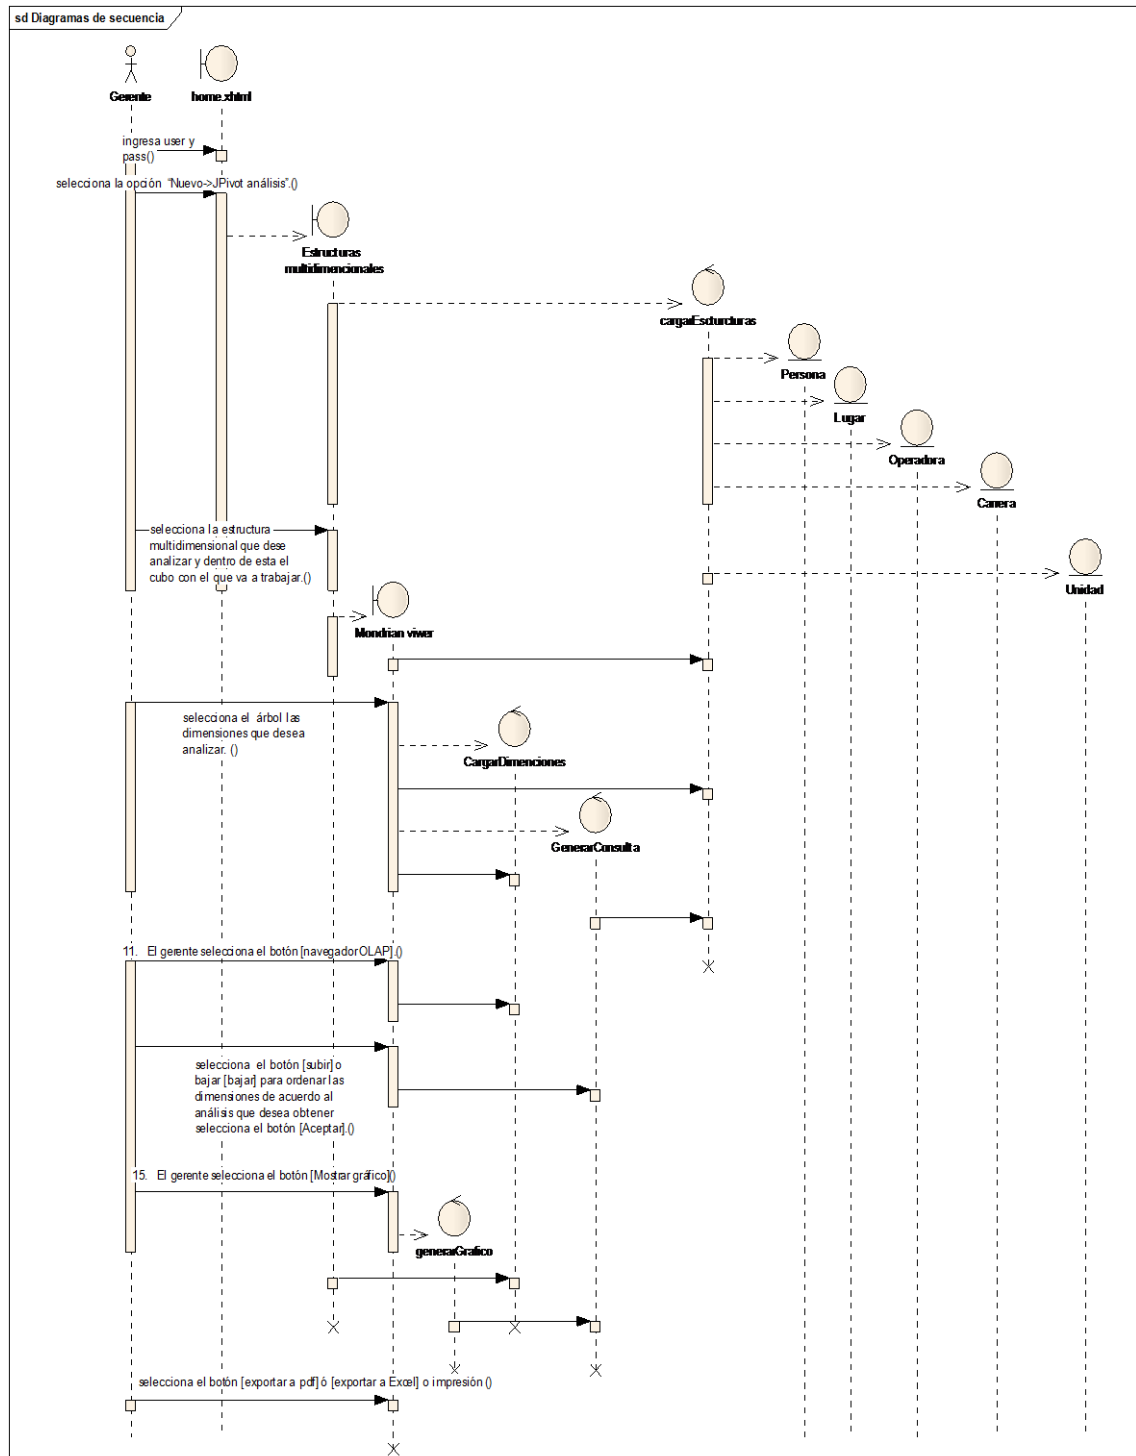 sd Diagramas de secuencia
Gerente
home.xhtml
ingresa user y
pass()
selecciona la opción "Nuevo->JPivot análisis".()
Estructuras
multidimencionales
cargarEscturcturas
Persona
Lugar
Operadora
Carrera
selecciona la estructura
multidimensional que dese
analizar y dentro de esta el
cubo con el que va a trabajar.()
Unidad
Mondrian viwer
selecciona el árbol las
dimensiones que desea
analizar. ()
CargarDimenciones
GenerarConsulta
11. El gerente selecciona el botón [navegador OLAP].()
selecciona el botón [subir] o
bajar [bajar] para ordenar las
dimensiones de acuerdo al
análisis que desea obtener
selecciona el botón [Aceptar].()
15. El gerente selecciona el botón [Mostrar gráfico]()
generarGrafico
selecciona el botón [exportar a pdf] ó [exportar a Excel] o impresión ()